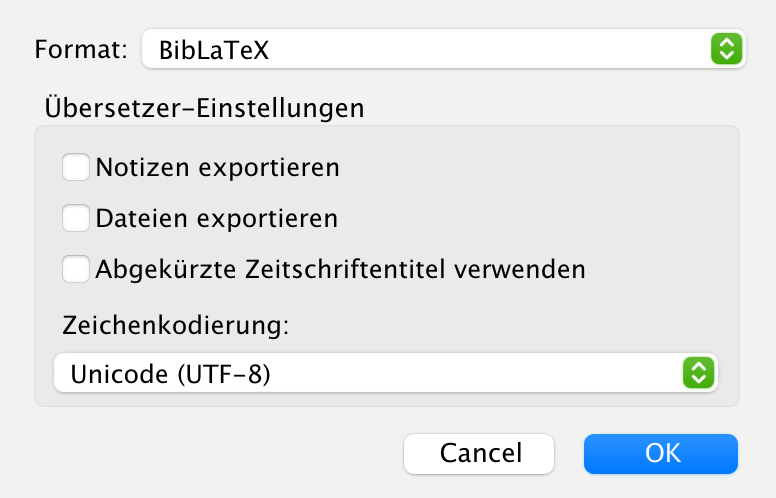 Format: BibLaTeX
Übersetzer-Einstellungen
Notizen exportieren
Dateien exportieren
Abgekürzte Zeitschriftentitel verwenden
Zeichenkodierung:
Unicode (UTF-8)
Cancel OK